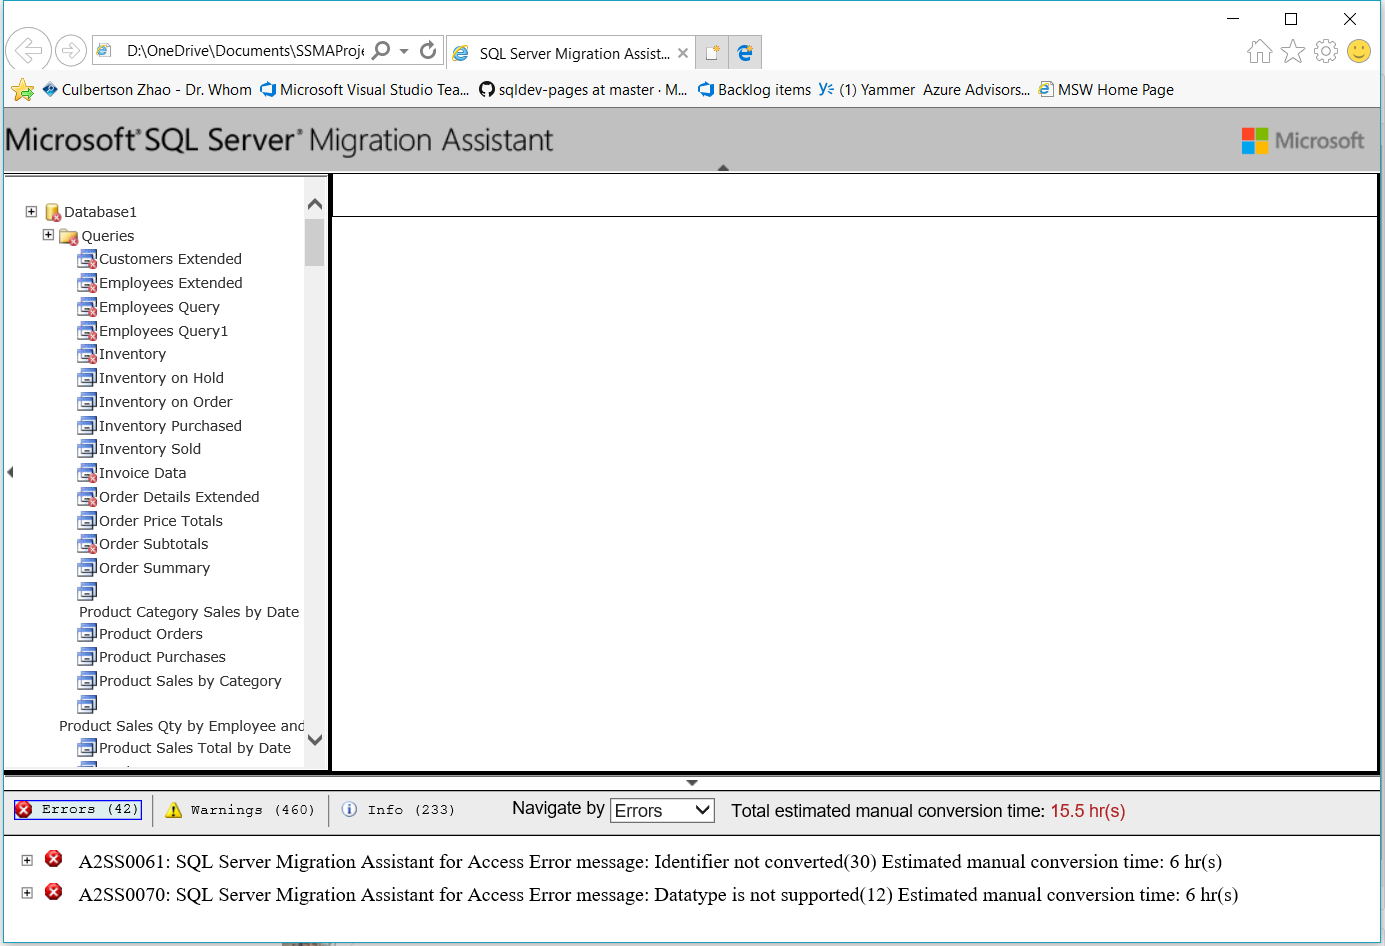 D:\OneDrive\Documents\SSMAProje
SQL Server Migration Assist...
Culbertson Zhao - Dr. Whom
Microsoft Visual Studio Tea...
sqldev-pages at master · M...
Backlog items
(1) Yammer
Azure Advisors...
MSW Home Page
Microsoft® SQL Server® Migration Assistant
Microsoft
Database1
Queries
Customers Extended
Employees Extended
Employees Query
Employees Query1
Inventory
Inventory on Hold
Inventory on Order
Inventory Purchased
Inventory Sold
Invoice Data
Order Details Extended
Order Price Totals
Order Subtotals
Order Summary
Product Category Sales by Date
Product Orders
Product Purchases
Product Sales by Category
Product Sales Qty by Employee and
Product Sales Total by Date
Errors (42)
Warnings (460)
Info (233)
Navigate by
Errors
Total estimated manual conversion time: 15.5 hr(s)
A2SS0061: SQL Server Migration Assistant for Access Error message: Identifier not converted(30) Estimated manual conversion time: 6 hr(s)
A2SS0070: SQL Server Migration Assistant for Access Error message: Datatype is not supported(12) Estimated manual conversion time: 6 hr(s)